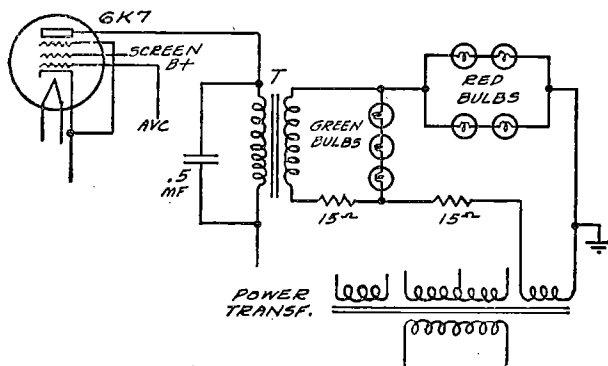 6K7
SCREEN
B+
AVC
T
.5
MF
GREEN
BULBS
RED
BULBS
15Ω
15Ω
POWER
TRANSF.